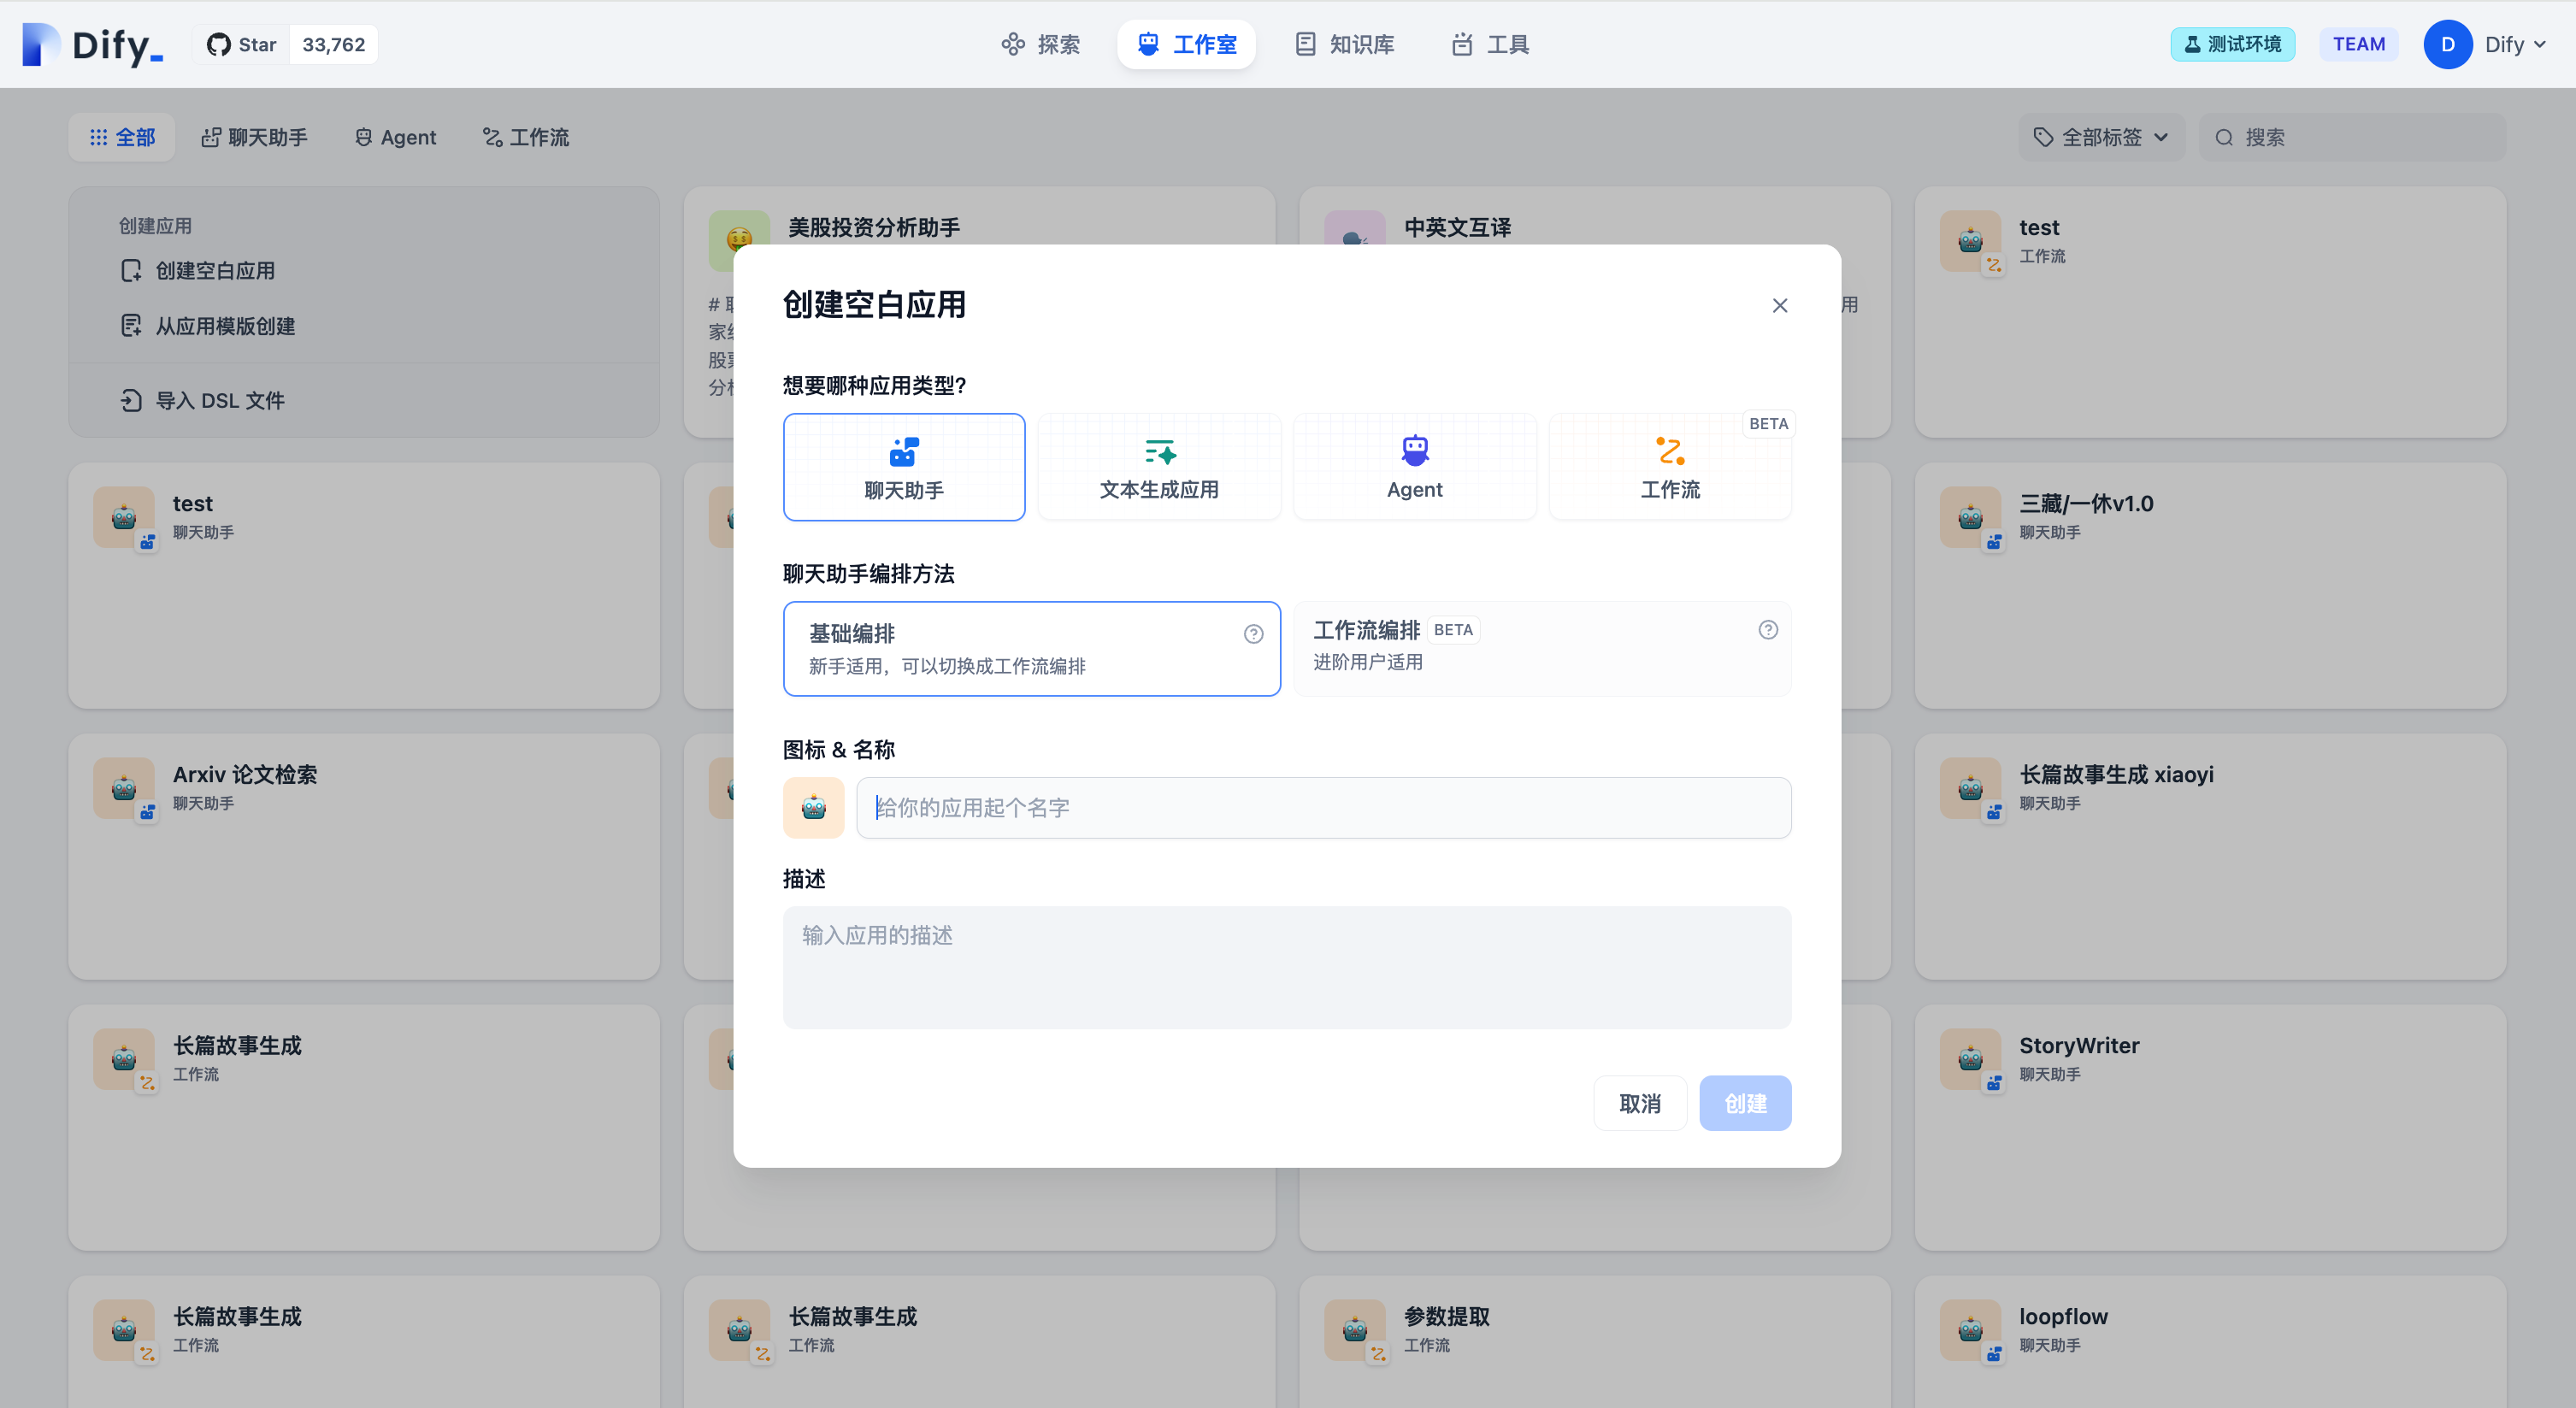 Dify_
Star 33,762
探索
工作室
知识库
工具
测试环境
TEAM
D
Dify
全部
聊天助手
Agent
工作流
全部标签
搜索
创建应用
创建空白应用
从应用模版创建
导入 DSL 文件
美股投资分析助手
家
分析
中英文互译
用
test
工作流
创建空白应用
想要哪种应用类型?
聊天助手
文本生成应用
Agent
工作流
BETA
聊天助手编排方法
基础编排
新手适用，可以切换成工作流编排
工作流编排 BETA
进阶用户适用
图标 & 名称
给你的应用起个名字
描述
输入应用的描述
取消
创建
test
聊天助手
三藏/一休v1.0
聊天助手
Arxiv 论文检索
聊天助手
长篇故事生成 xiaoyi
聊天助手
长篇故事生成
工作流
StoryWriter
聊天助手
长篇故事生成
工作流
长篇故事生成
工作流
参数提取
工作流
loopflow
聊天助手